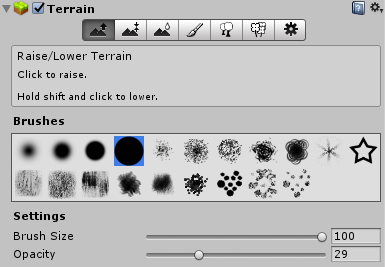 Terrain
Raise/Lower Terrain
Click to raise.
Hold shift and click to lower.
Brushes
Settings
Brush Size 100
Opacity 29